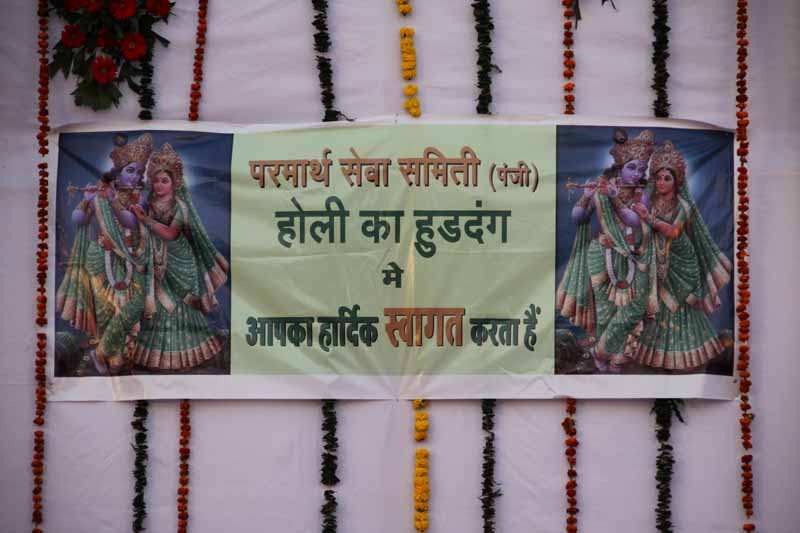 परमार्थ सेवा समिती (पंजी)
होली का हुडदंग
मे
आपका हार्दिक स्वागत करता हैं